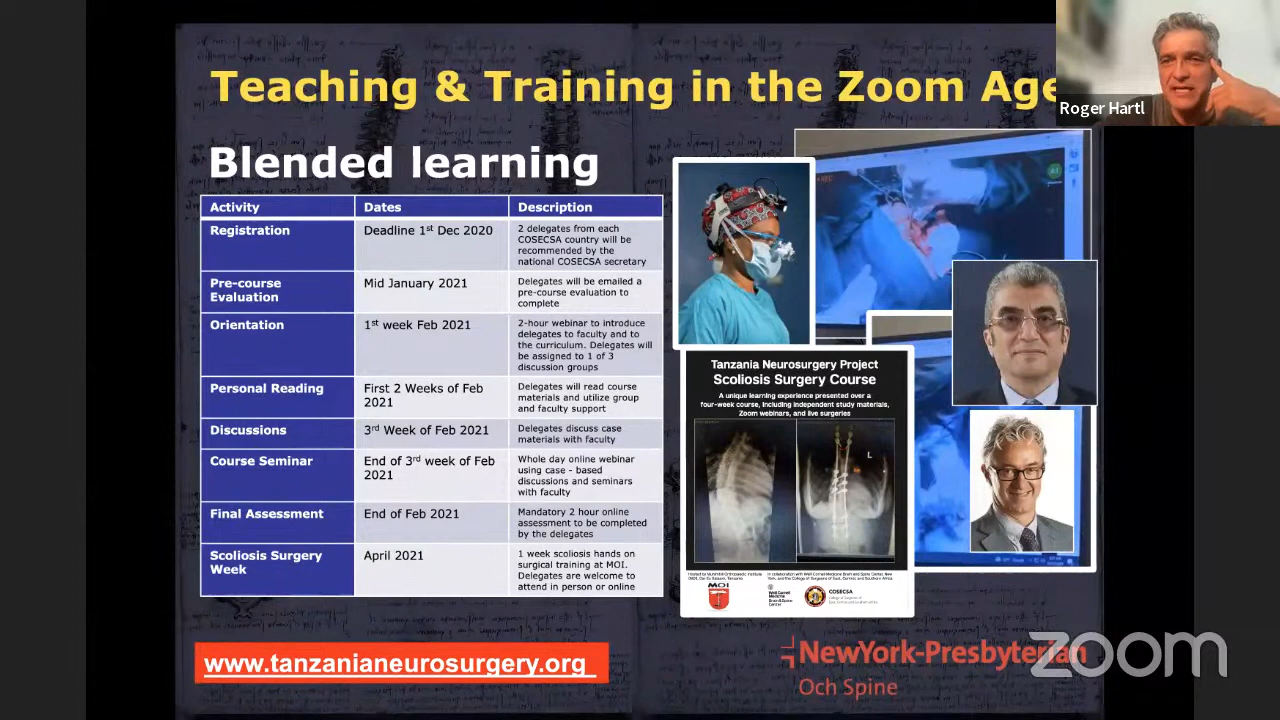 Teaching & Training in the Zoom Age
Roger Hartl
Blended learning
Activity Dates Description
Registration Deadline 1st Dec 2020 2 delegates from each
COSECSA country will be
recommended by the
national COSECSA secretary
Pre-course Mid January 2021 Delegates will be emailed
Evaluation a pre-course evaluation to
complete
Orientation 1st week Feb 2021 2-hour webinar to introduce
delegates to faculty and to
the curriculum. Delegates will
be assigned to 1 of 3
discussion groups
Personal Reading First 2 Weeks of Feb Delegates will read course
2021 materials and utilize group
and faculty support
Discussions 3rd Week of Feb 2021 Delegates discuss case
materials with faculty
Course Seminar End of 3rd week of Feb Whole day online webinar
2021 using case - based
discussions and seminars
with faculty
Final Assessment End of Feb 2021 Mandatory 2 hour online
assessment to be completed
by the delegates
Scoliosis Surgery April 2021 1 week scoliosis hands on
Week surgical training at MOI.
Delegates are welcome to
attend in person or online
Tanzania Neurosurgery Project
Scoliosis Surgery Course
A unique learning experience presented over a
four-week course, including independent study materials,
Zoom webinars, and live surgeries
L
MOI
Weill Cornell
Medicine
Brain & Spine
Center
COSECSA
www.tanzanianeurosurgery.org
NewYork-Presbyterian
Och Spine
zoom